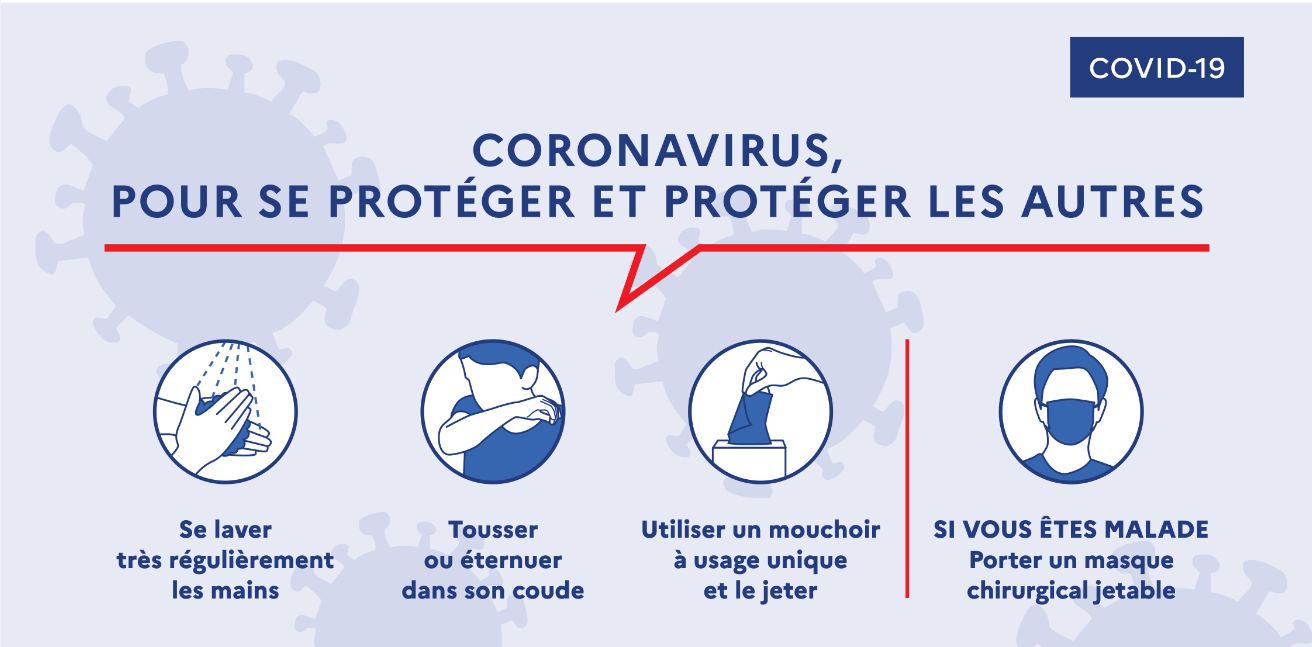 COVID-19
CORONAVIRUS,
POUR SE PROTÉGER ET PROTÉGER LES AUTRES
Se laver
très régulièrement
les mains
Tousser
ou éternuer
dans son coude
Utiliser un mouchoir
à usage unique
et le jeter
SI VOUS ÊTES MALADE
Porter un masque
chirurgical jetable